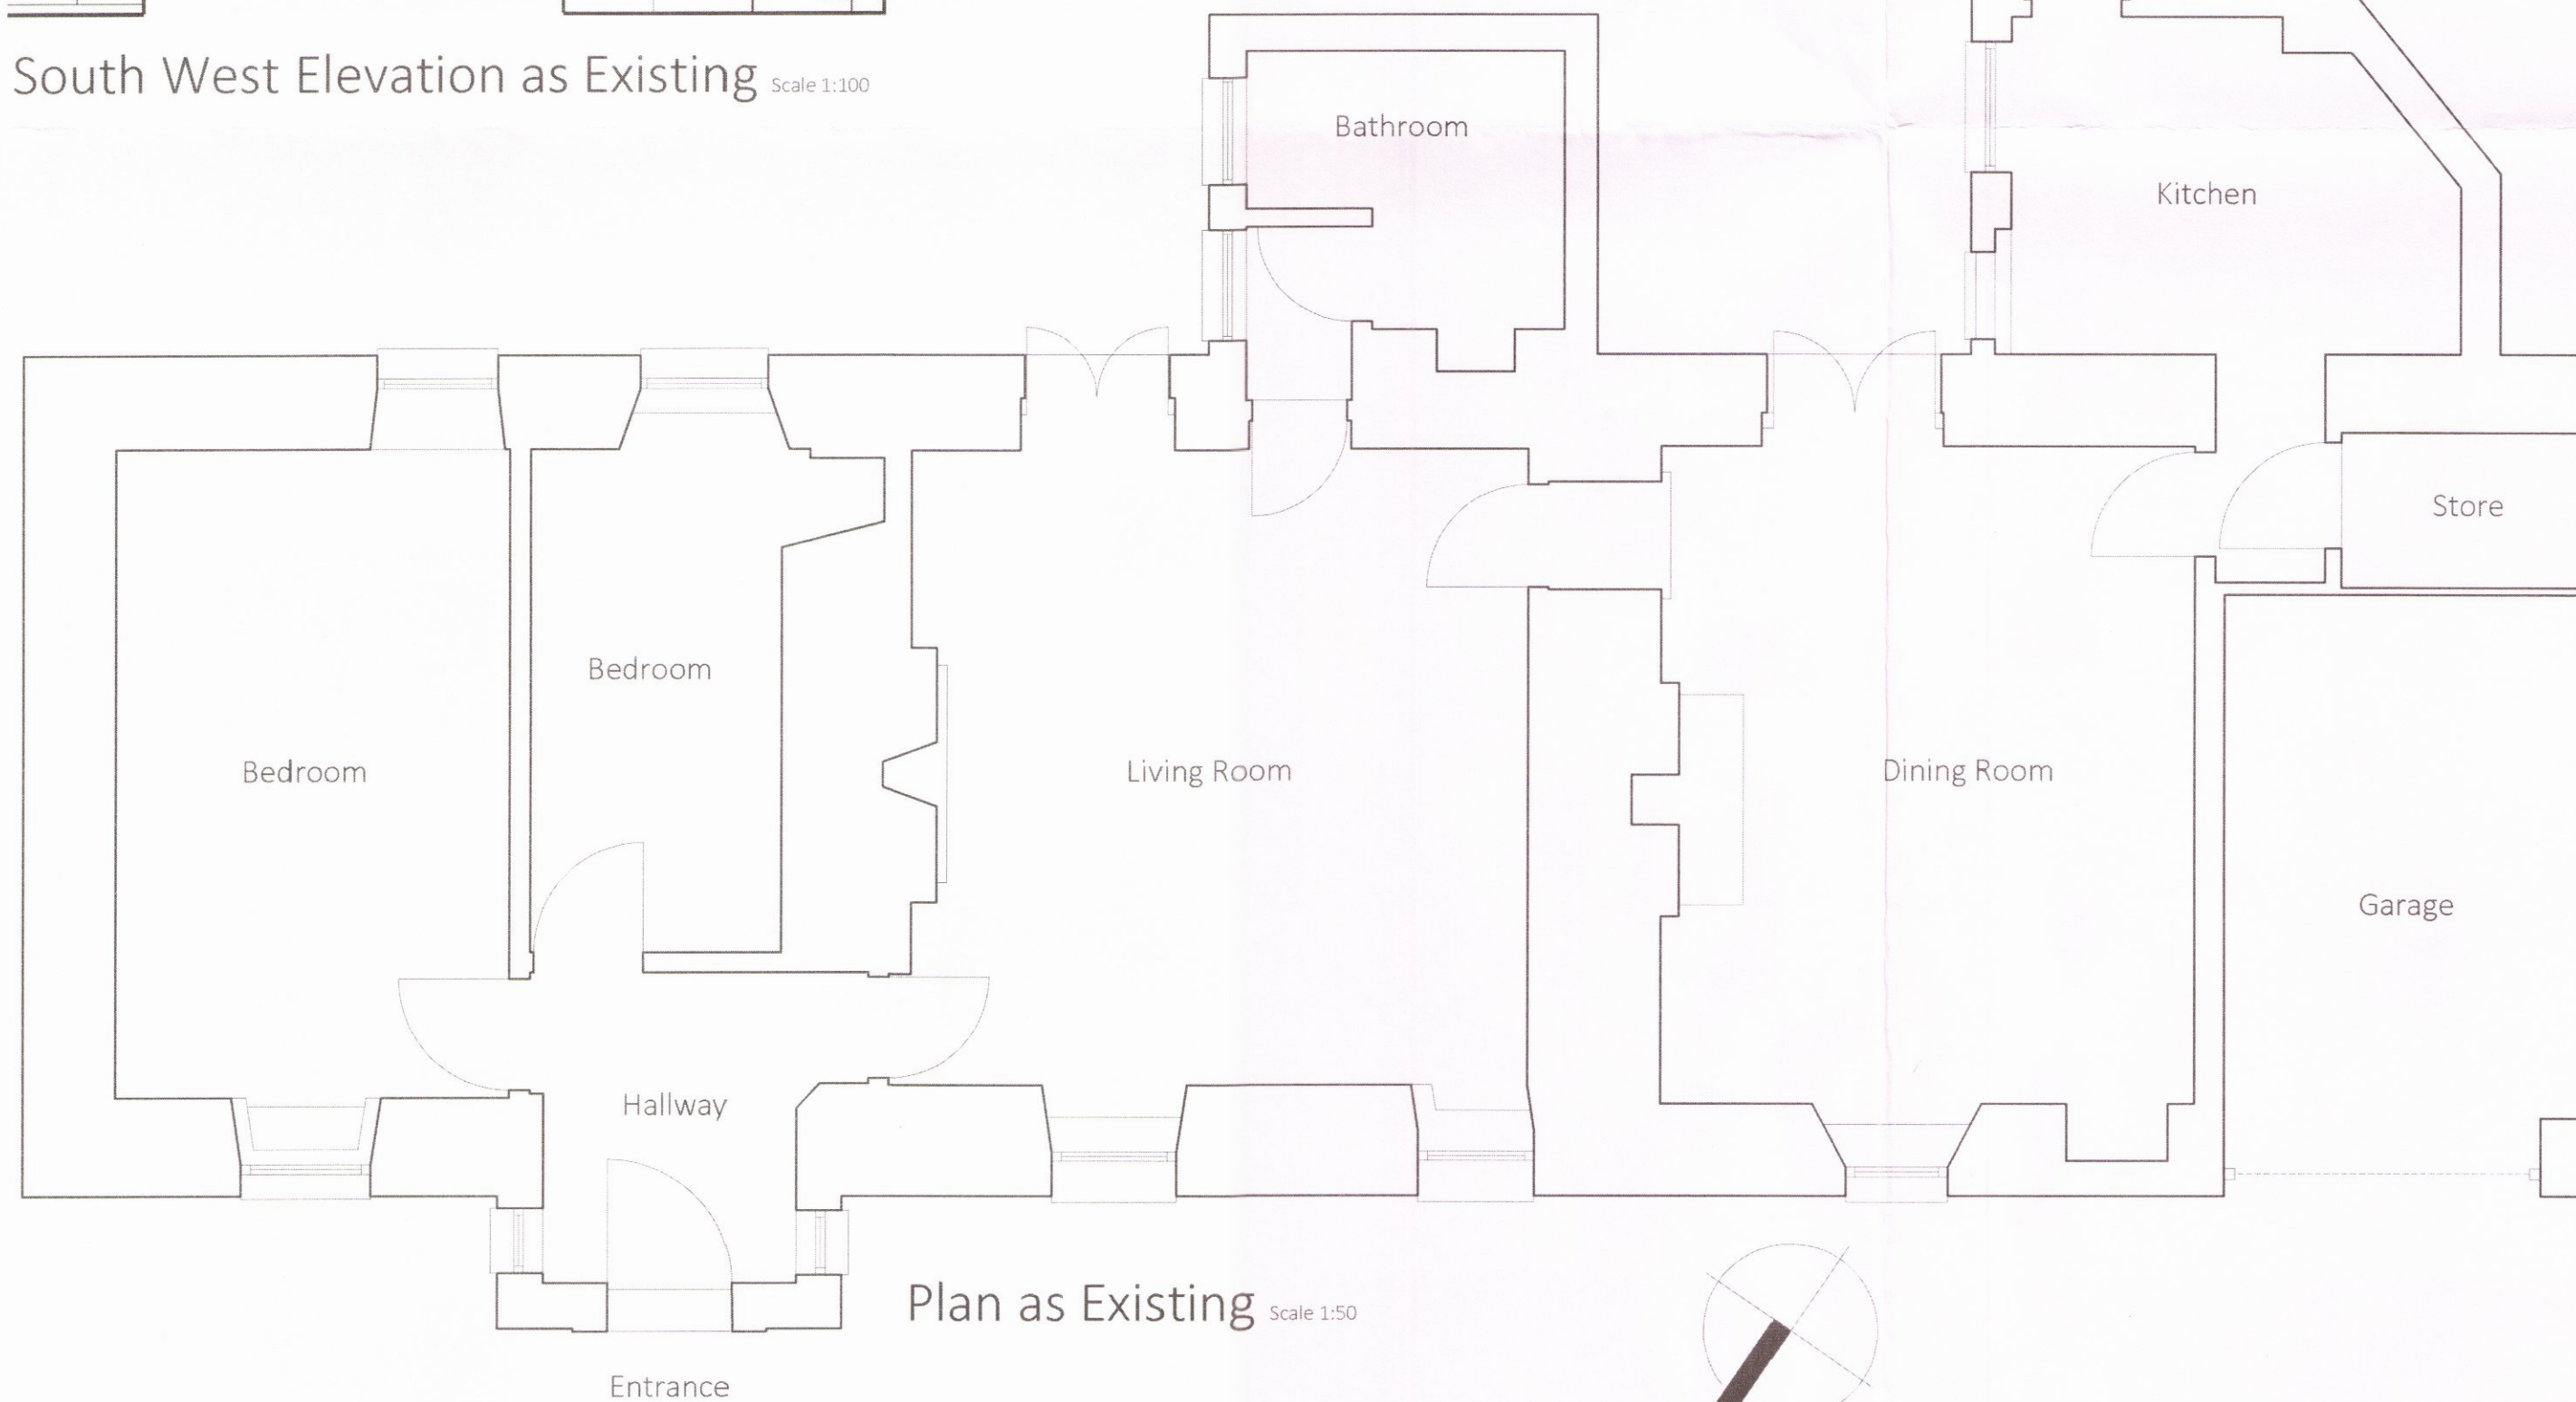 South West Elevation as Existing Scale 1:100
Bathroom
Kitchen
Store
Bedroom
Bedroom
Living Room
Dining Room
Garage
Hallway
Plan as Existing Scale 1:50
Entrance